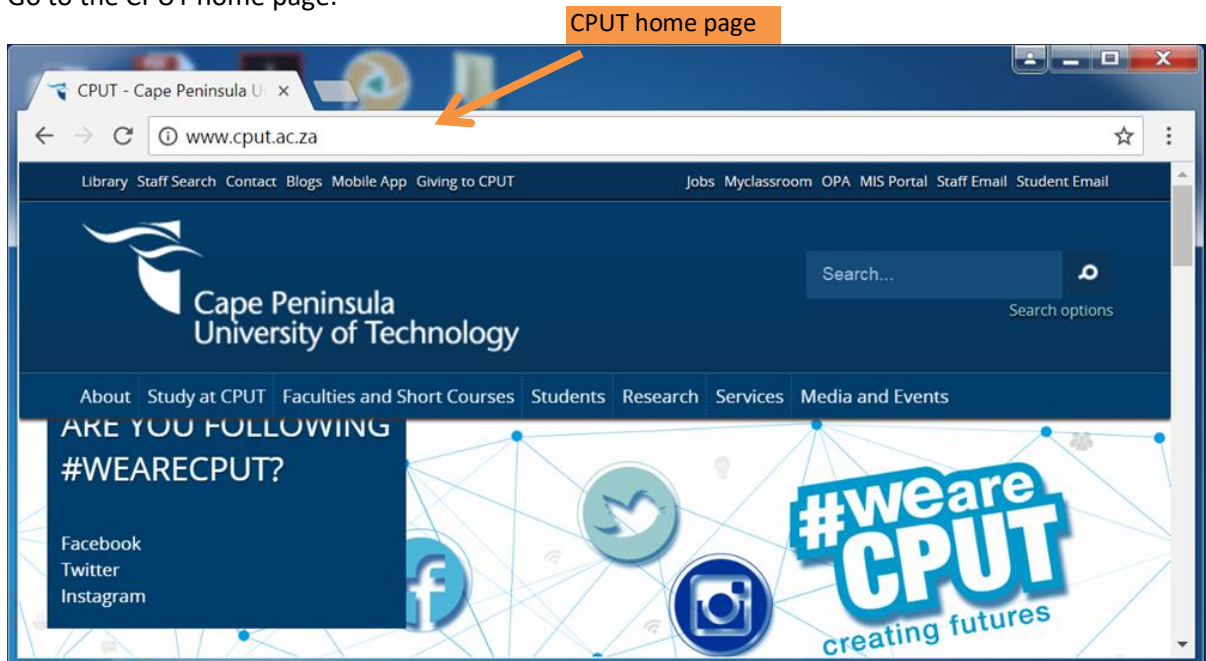 Go to the CPUT home page.
CPUT home page
CPUT - Cape Peninsula U
www.cput.ac.za
Library Staff Search Contact Blogs Mobile App Giving to CPUT Jobs Myclassroom OPA MIS Portal Staff Email Student Email
Search...
Search options
Cape Peninsula
University of Technology
About Study at CPUT Faculties and Short Courses Students Research Services Media and Events
ARE YOU FOLLOWING
#WEARECPUT?
Facebook
Twitter
Instagram
#weare
CPUT
creating futures